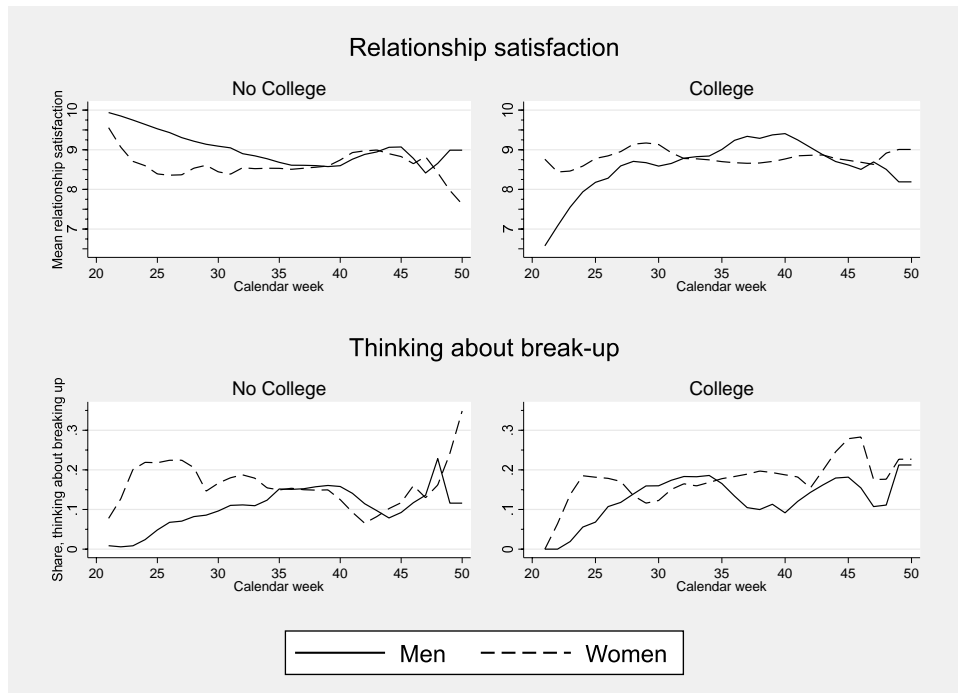 Relationship satisfaction
No College
Mean relationship satisfaction
10
9
8
7
20 25 30 35 40 45 50
Calendar week
College
10
9
8
7
20 25 30 35 40 45 50
Calendar week
Thinking about break-up
No College
Share, thinking about breaking up
.3
.2
.1
0
20 25 30 35 40 45 50
Calendar week
College
.3
.2
.1
0
20 25 30 35 40 45 50
Calendar week
Men Women